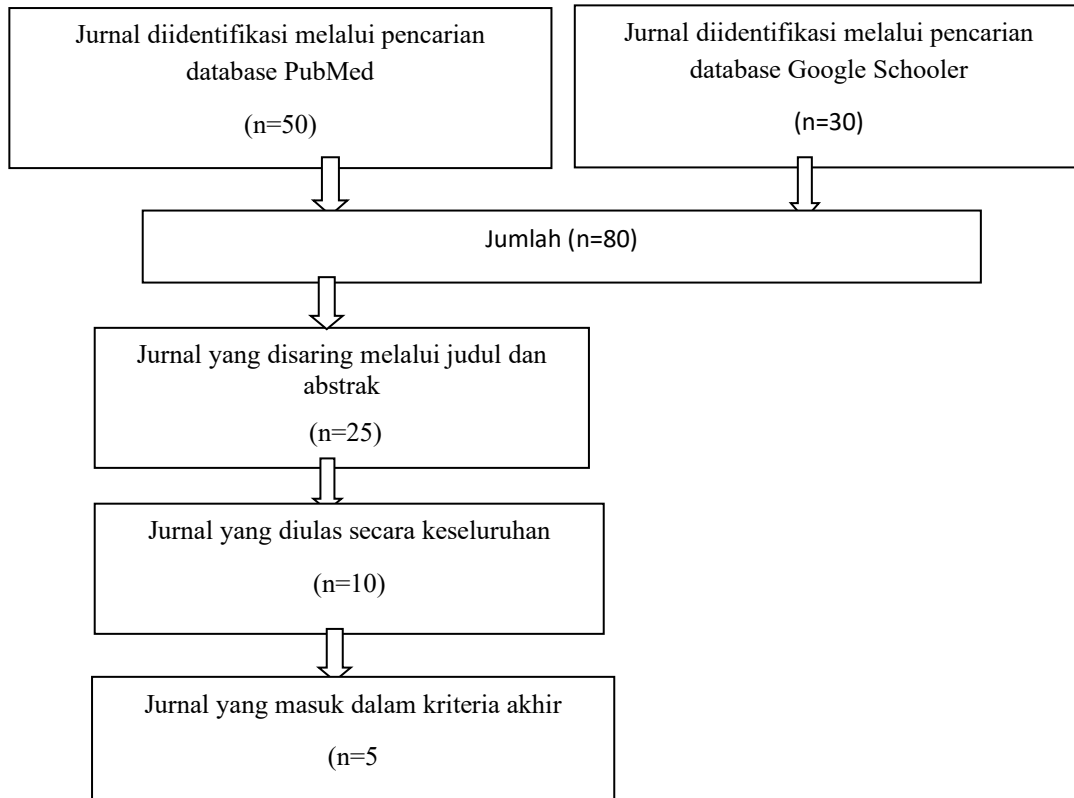 Jurnal diidentifikasi melalui pencarian
database PubMed
(n=50)
Jurnal diidentifikasi melalui pencarian
database Google Schooler
(n=30)
Jumlah (n=80)
Jurnal yang disaring melalui judul dan
abstrak
(n=25)
Jurnal yang diulas secara keseluruhan
(n=10)
Jurnal yang masuk dalam kriteria akhir
(n=5